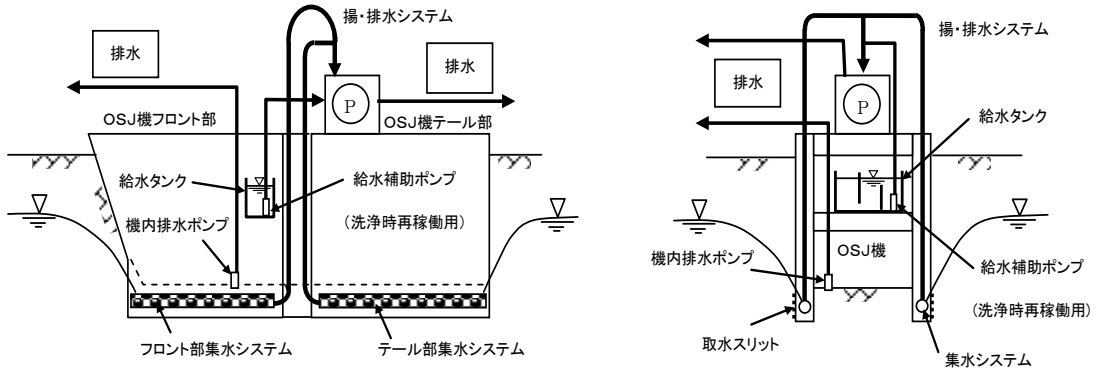 揚・排水システム
排水
排水
P
OSJ機フロント部
OSJ機テール部
給水タンク
給水補助ポンプ
(洗浄時再稼働用)
機内排水ポンプ
フロント部集水システム
テール部集水システム
揚・排水システム
排水
P
給水タンク
OSJ機
機内排水ポンプ
給水補助ポンプ
(洗浄時再稼働用)
取水スリット
集水システム